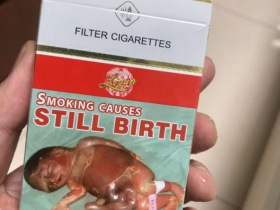 FILTER CIGARETTES
SMOKING CAUSES
STILL BIRTH